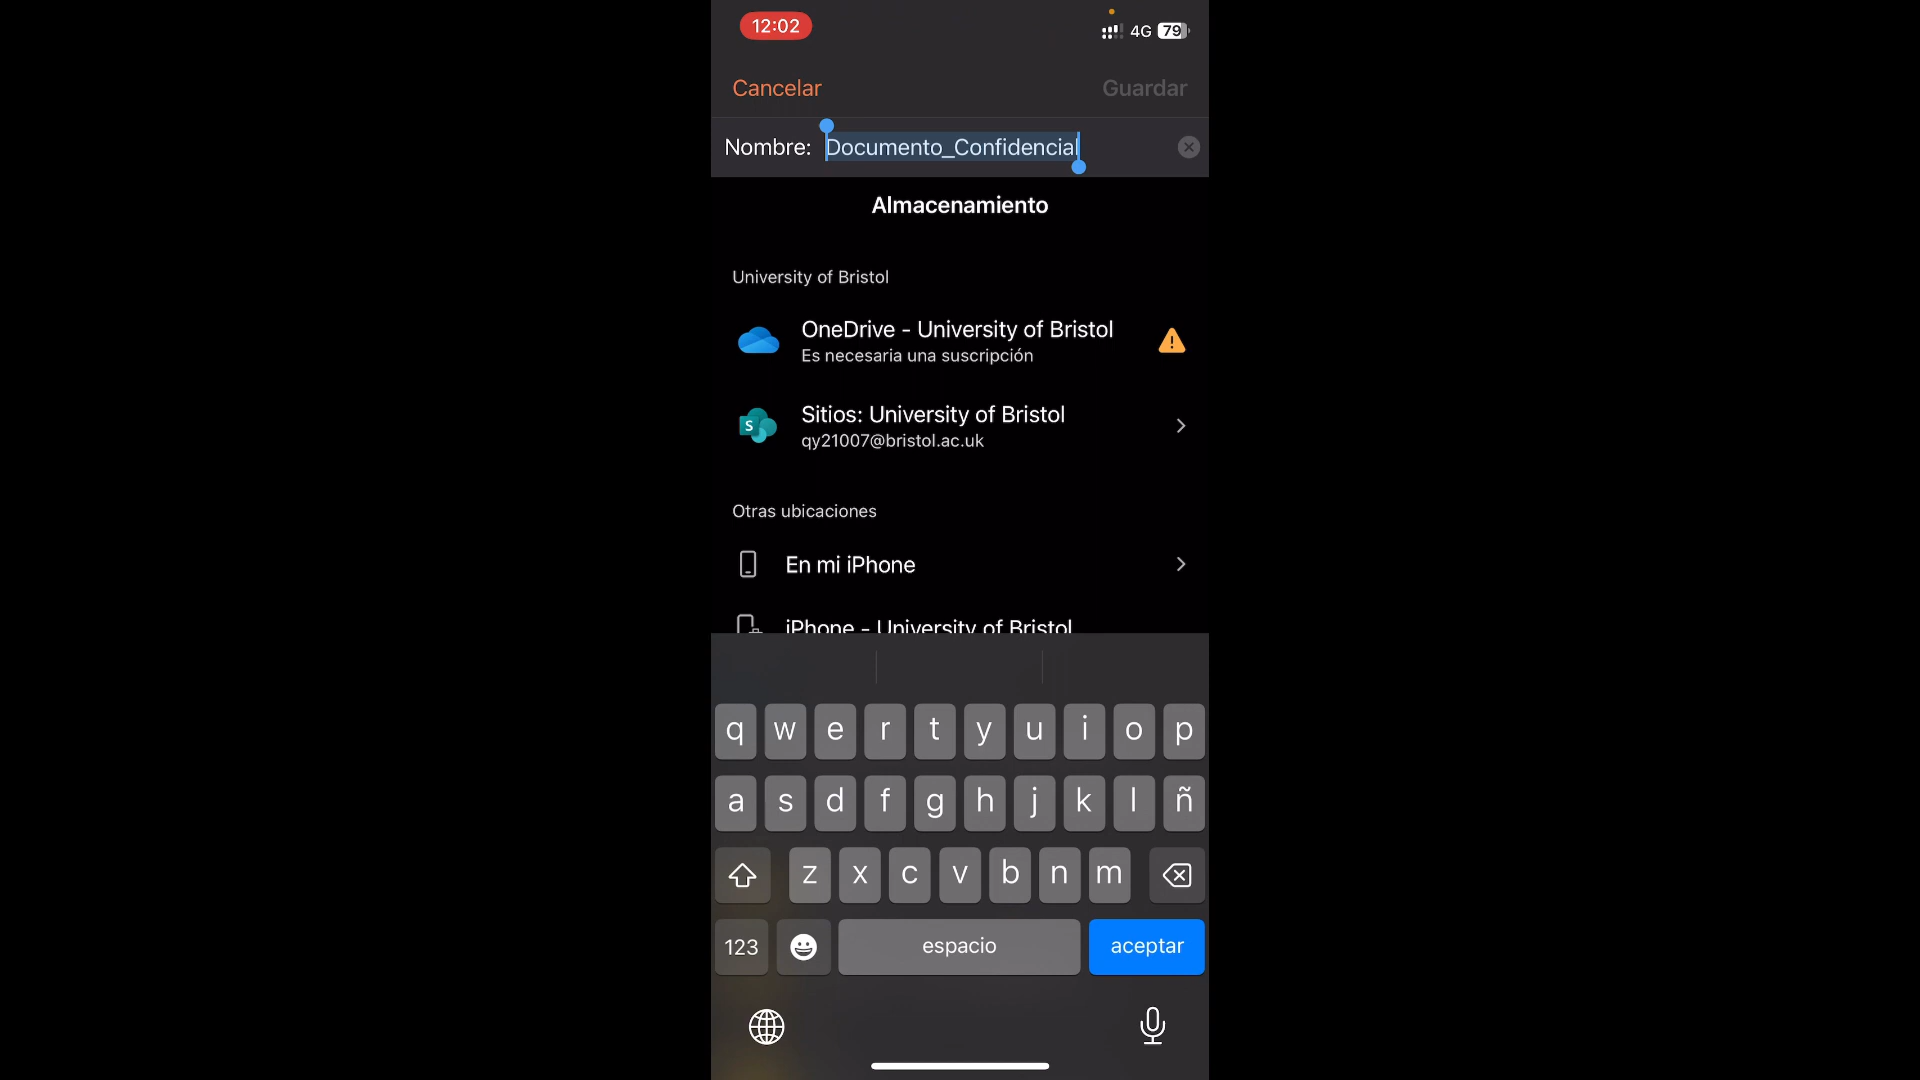 12:02
4G 79
Cancelar
Guardar
Nombre: Documento_Confidencial
Almacenamiento
University of Bristol
OneDrive - University of Bristol
Es necesaria una suscripción
S
Sitios: University of Bristol
qy21007@bristol.ac.uk
Otras ubicaciones
En mi iPhone
iPhone - University of Bristol
q w e r t y u i o p
a s d f g h j k l ñ
z x c v b n m
123 espacio aceptar